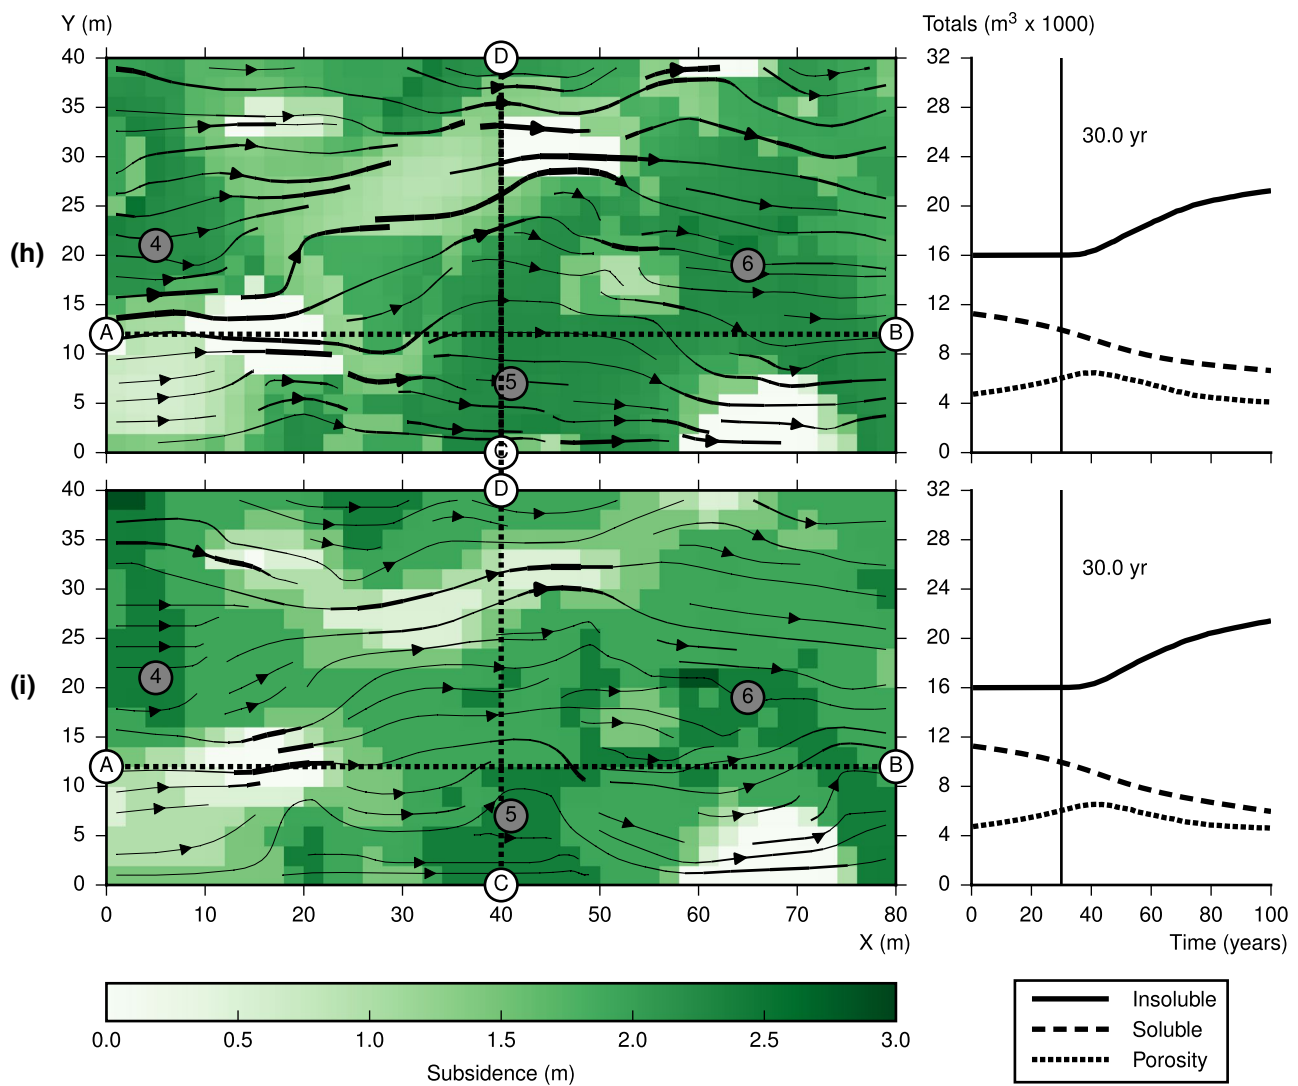 Y (m)
Totals (m³ x 1000)
(h)
40
35
30
25
20
15
10
5
0
D
A
B
C
4
5
6
32
28
24
20
16
12
8
4
0
30.0 yr
(i)
40
35
30
25
20
15
10
5
0
D
A
B
C
4
5
6
0 10 20 30 40 50 60 70 80
X (m)
32
28
24
20
16
12
8
4
0
30.0 yr
0 20 40 60 80 100
Time (years)
0.0 0.5 1.0 1.5 2.0 2.5 3.0
Subsidence (m)
Insoluble
Soluble
Porosity